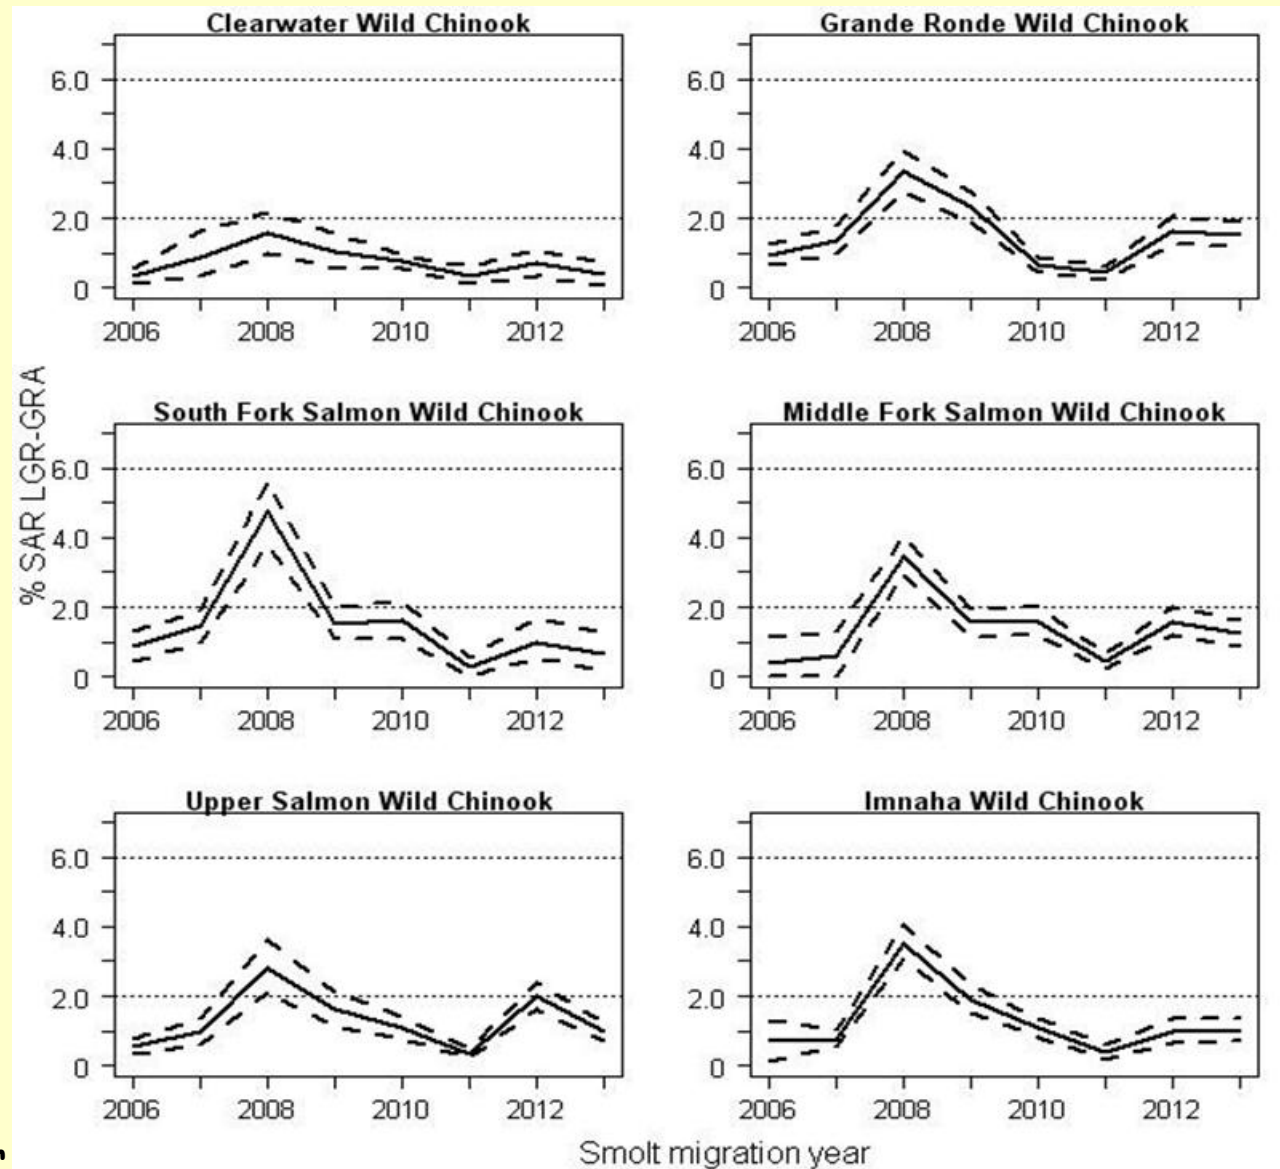 Clearwater Wild Chinook
6.0
4.0
2.0
0
2006 2008 2010 2012
Grande Ronde Wild Chinook
6.0
4.0
2.0
0
2006 2008 2010 2012
% SAR LGR-GRA
South Fork Salmon Wild Chinook
6.0
4.0
2.0
0
2006 2008 2010 2012
Middle Fork Salmon Wild Chinook
6.0
4.0
2.0
0
2006 2008 2010 2012
Upper Salmon Wild Chinook
6.0
4.0
2.0
0
2006 2008 2010 2012
Imnaha Wild Chinook
6.0
4.0
2.0
0
2006 2008 2010 2012
Smolt migration year